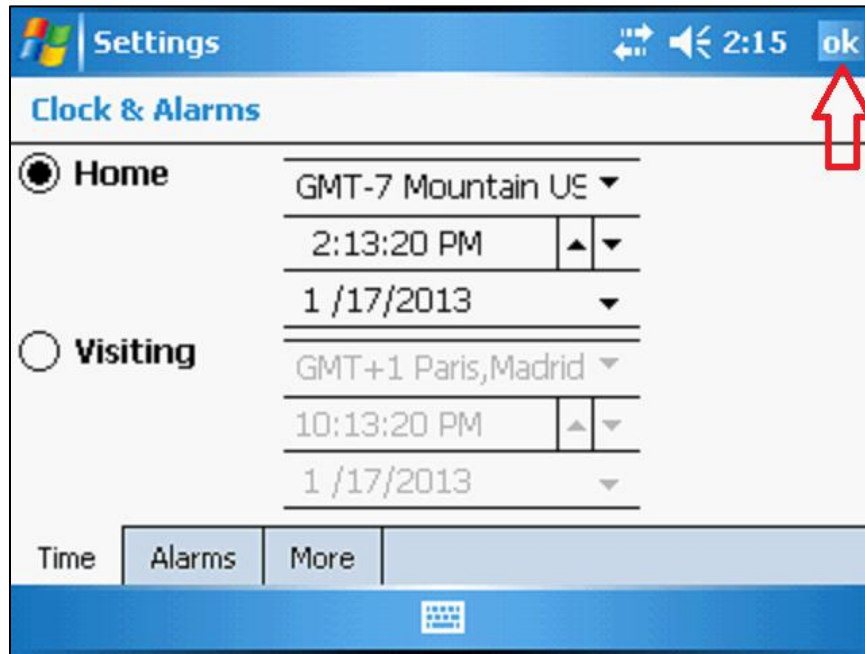 Settings 2:15 ok
Clock & Alarms
Home
GMT-7 Mountain US
2:13:20 PM
1 /17/2013
Visiting
GMT+1 Paris,Madrid
10:13:20 PM
1 /17/2013
Time Alarms More